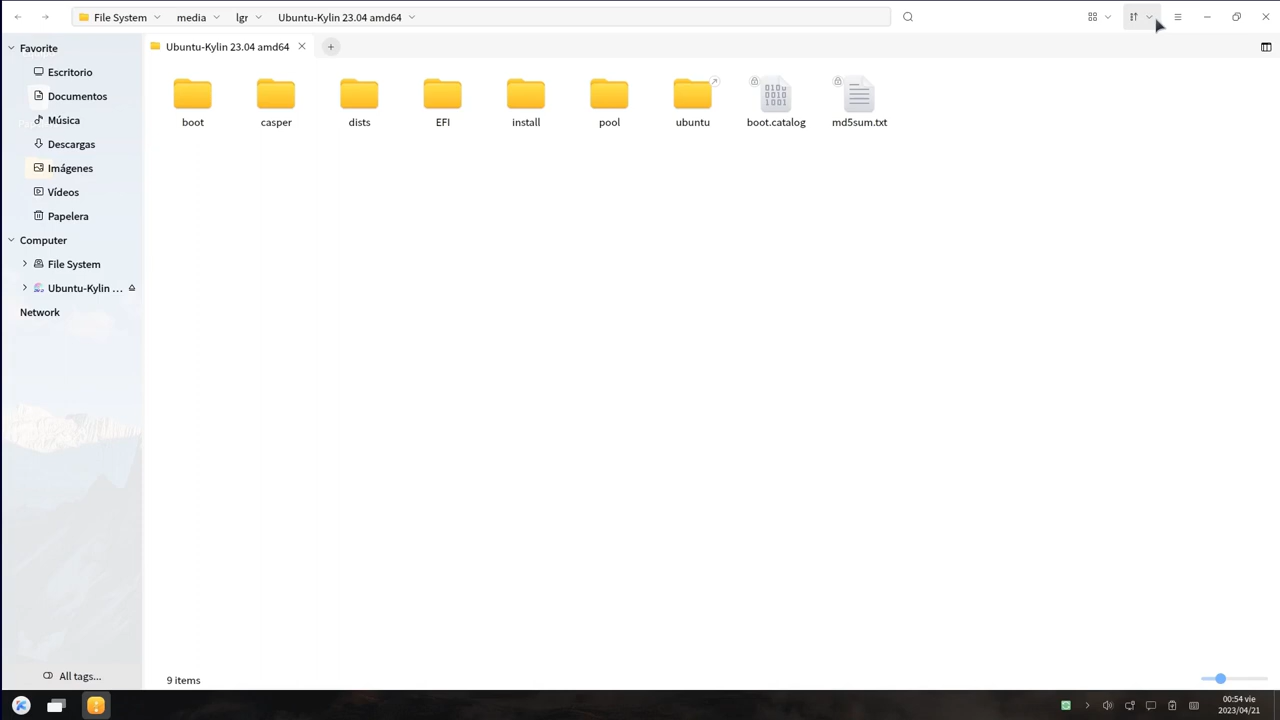 File System media lgr Ubuntu-Kylin 23.04 amd64
Favorite
Ubuntu-Kylin 23.04 amd64
Escritorio
Documentos
Música
Descargas
Imágenes
Vídeos
Papelera
Computer
File System
Ubuntu-Kylin ...
Network
boot casper dists EFI install pool ubuntu boot.catalog md5sum.txt
All tags...
9 items
00:54 vie
2023/04/21